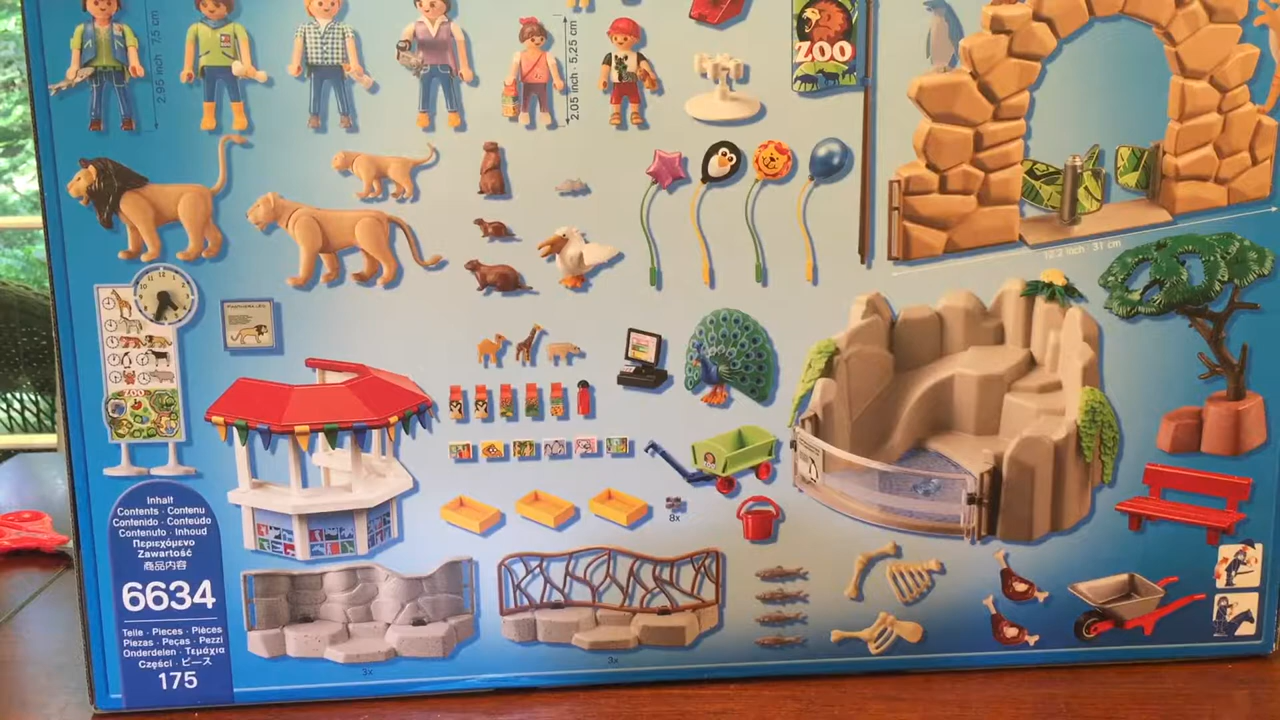 2.95 inch · 7,5 cm
2.05 inch · 5,25 cm
ZOO
12.2 inch · 31 cm
ZOO
ZOO
Inhalt
Contents · Contenu
Contenido · Conteúdo
Contenuto · Inhoud
Περιεχόμενο
Zawartość
商品内容
6634
Teile · Pieces · Pièces
Piezas · Peças · Pezzi
Onderdelen · Τεμάχια
Części · ピース
175
8x
3x
3x